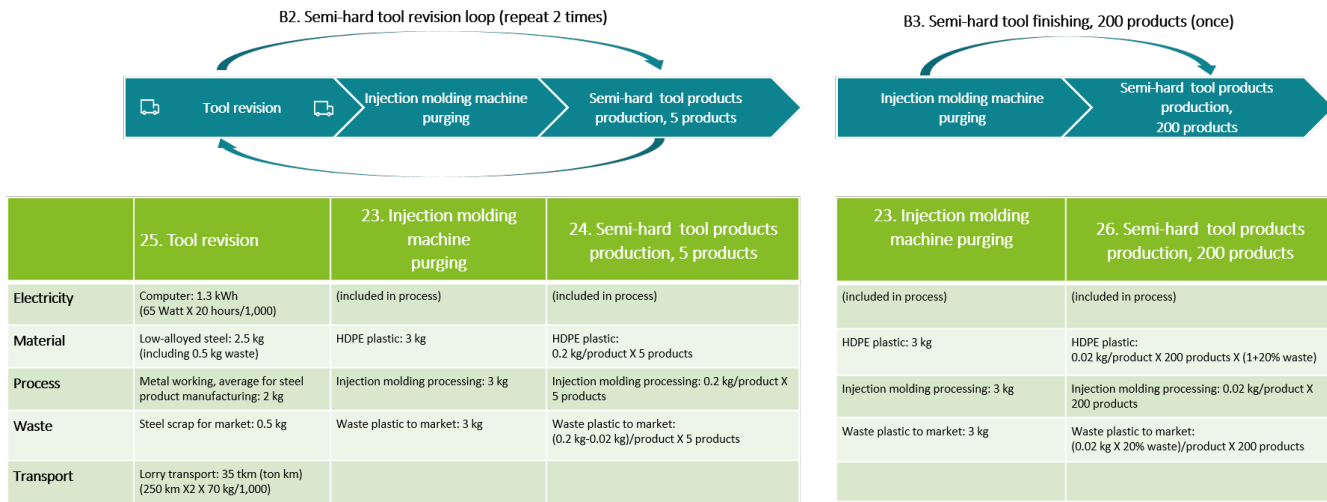 B2. Semi-hard tool revision loop (repeat 2 times)
B3. Semi-hard tool finishing, 200 products (once)
Tool revision
Injection molding machine
purging
Semi-hard  tool products
production, 5 products
Injection molding machine
purging
Semi-hard  tool products
production,
200 products
25. Tool revision
23. Injection molding
machine
purging
24. Semi-hard  tool products
production, 5 products
23. Injection molding
machine purging
26. Semi-hard  tool products
production, 200 products
Electricity
Computer: 1.3 kWh
(65 Watt X 20 hours/1,000)
(included in process)
(included in process)
(included in process)
(included in process)
Material
Low-alloyed steel: 2.5 kg
(including 0.5 kg waste)
HDPE plastic: 3 kg
HDPE plastic:
0.2 kg/product X 5 products
HDPE plastic: 3 kg
HDPE plastic:
0.02 kg/product X 200 products X (1+20% waste)
Process
Metal working, average for steel
product manufacturing: 2 kg
Injection molding processing: 3 kg
Injection molding processing: 0.2 kg/product X
5 products
Injection molding processing: 3 kg
Injection molding processing: 0.02 kg/product X
200 products
Waste
Steel scrap for market: 0.5 kg
Waste plastic to market: 3 kg
Waste plastic to market:
(0.2 kg-0.02 kg)/product X 5 products
Waste plastic to market: 3 kg
Waste plastic to market:
(0.02 kg X 20% waste)/product X 200 products
Transport
Lorry transport: 35 tkm (ton km)
(250 km X2 X 70 kg/1,000)